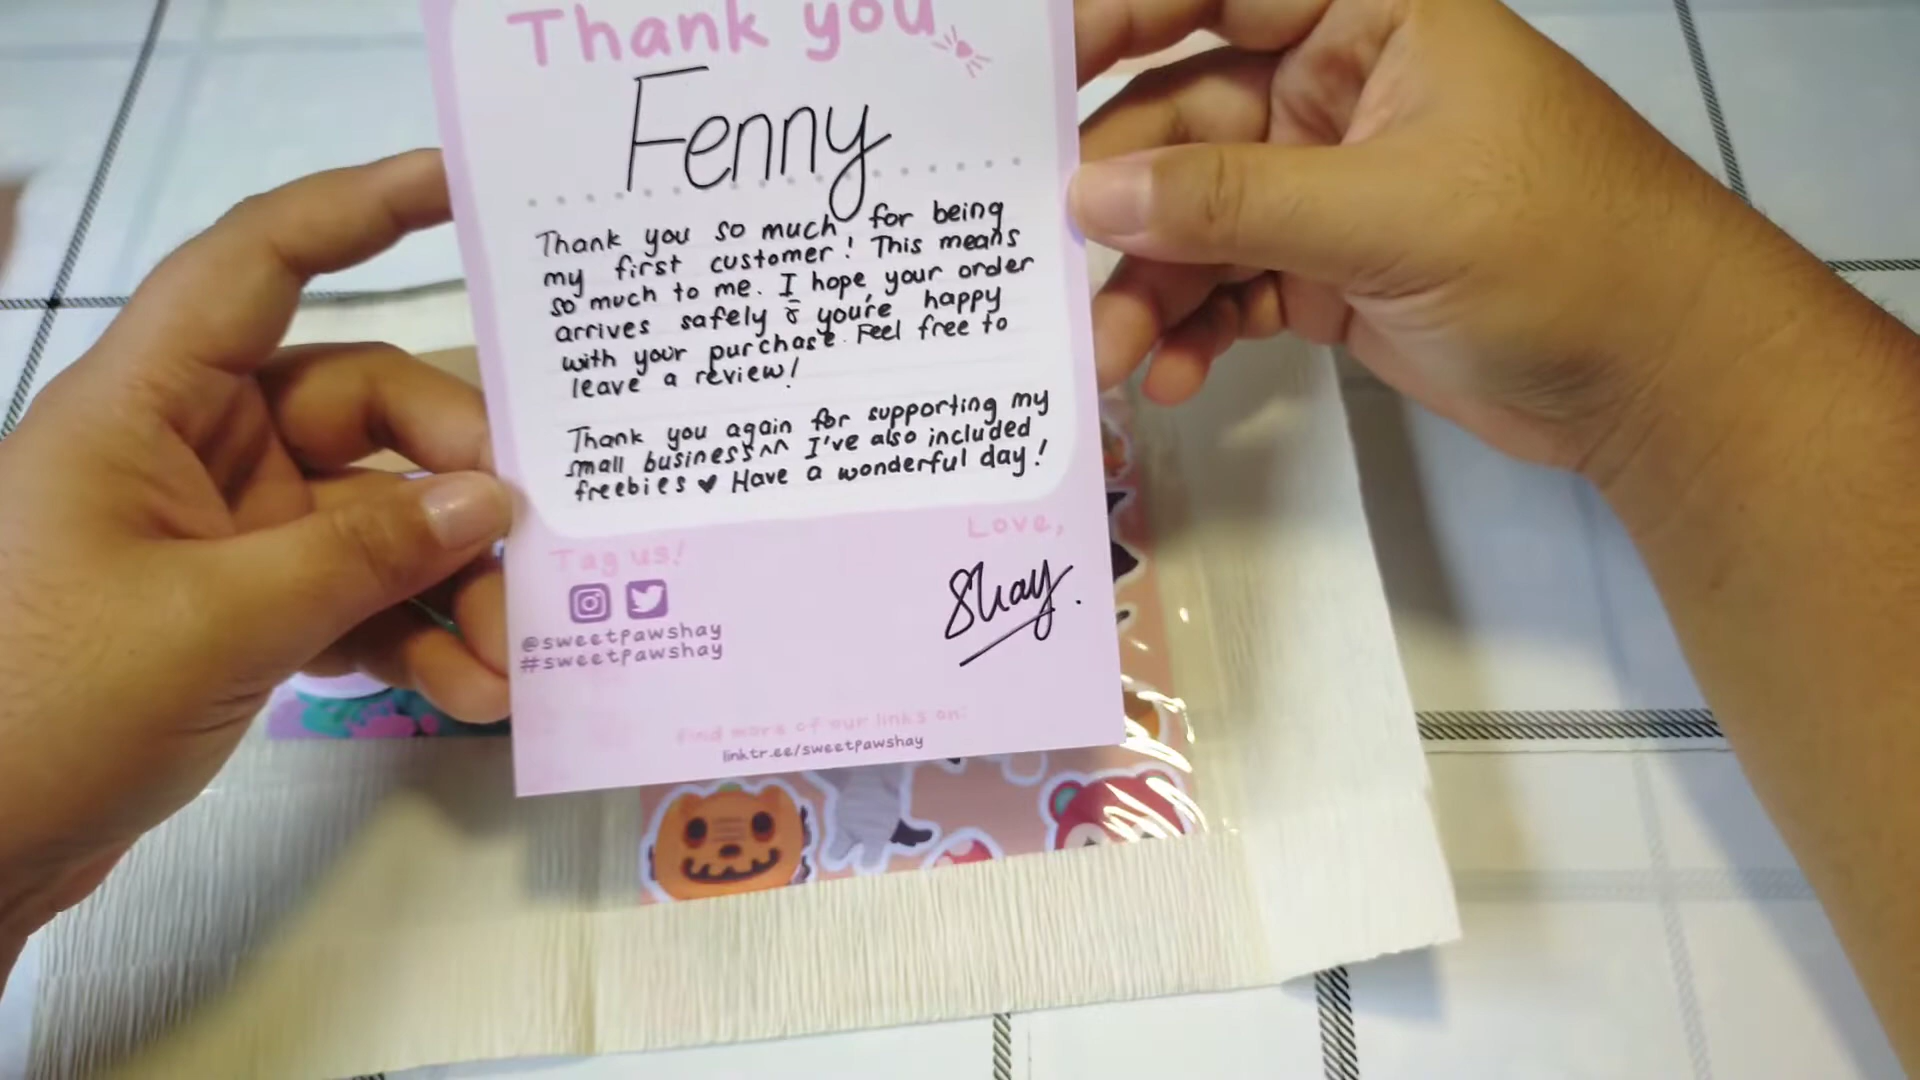 Thank you
Fenny
Thank you so much for being
my first customer! This means
so much to me. I hope your order
arrives safely & you're happy
with your purchase. Feel free to
leave a review!
Thank you again for supporting my
small business^^ I've also included
freebies ♥ Have a wonderful day!
Love,
Shay.
Tag us!
@sweetpawshay
#sweetpawshay
find more of our links on:
linktr.ee/sweetpawshay